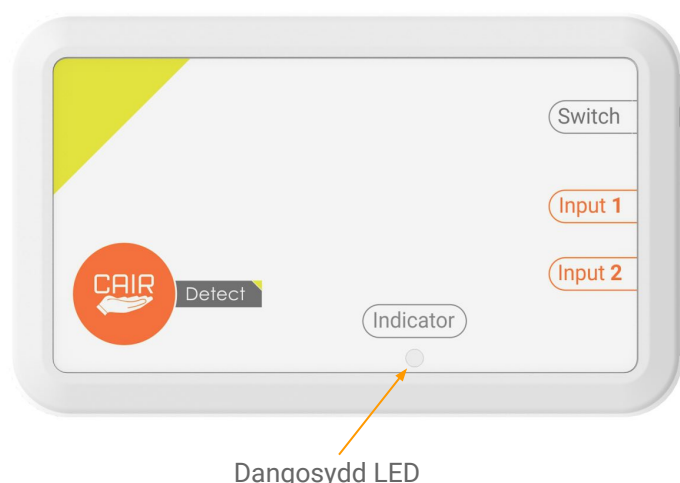 Switch
Input 1
Input 2
CAIR
Detect
Indicator
Dangosydd LED